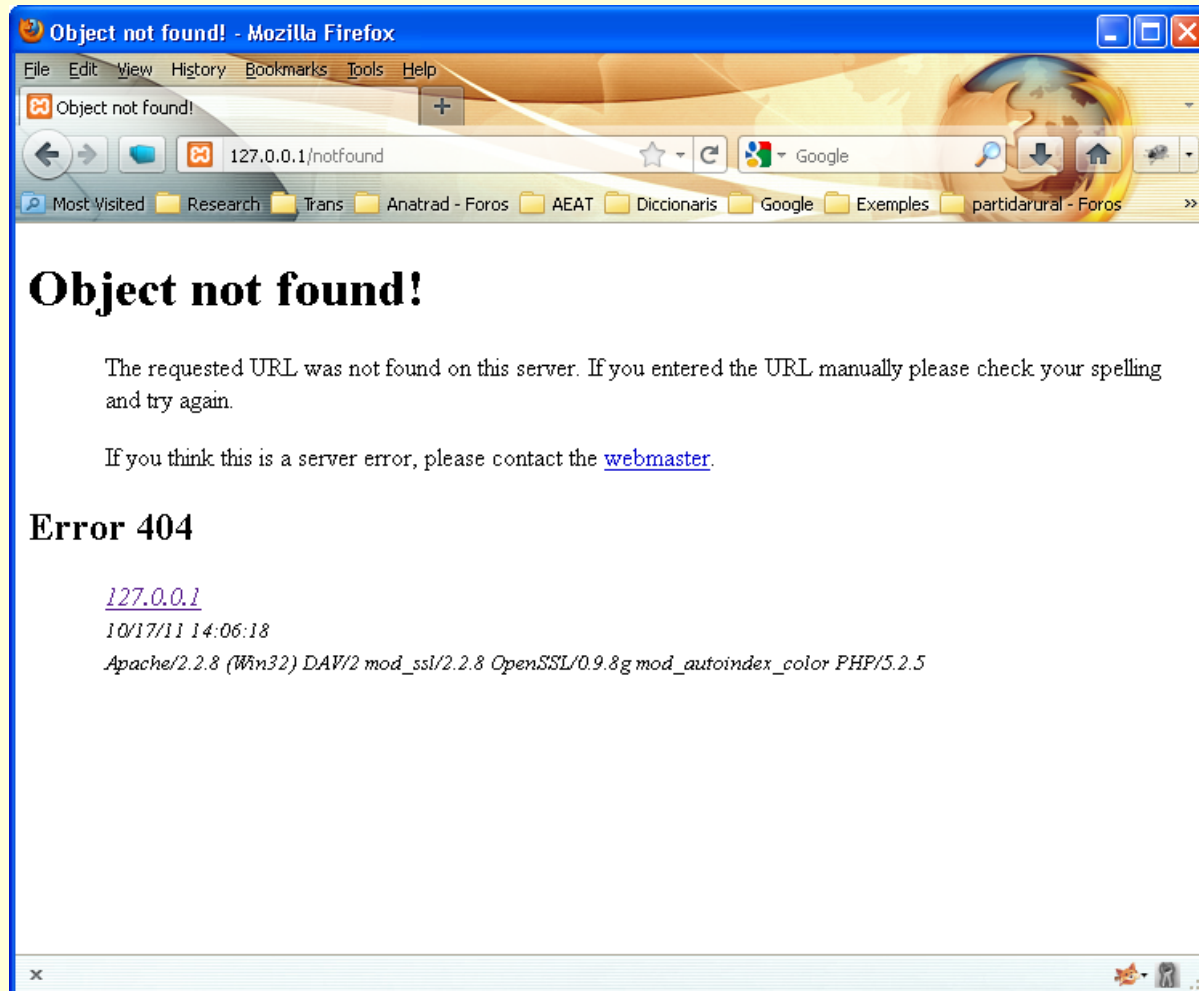 Object not found! - Mozilla Firefox
File Edit View History Bookmarks Tools Help
Object not found!
127.0.0.1/notfound
Google
Most Visited Research Trans Anatrad - Foros AEAT Diccionaris Google Exemples partidarural - Foros
Object not found!
The requested URL was not found on this server. If you entered the URL manually please check your spelling
and try again.
If you think this is a server error, please contact the webmaster.
Error 404
127.0.0.1
10/17/11 14:06:18
Apache/2.2.8 (Win32) DAV/2 mod_ssl/2.2.8 OpenSSL/0.9.8g mod_autoindex_color PHP/5.2.5